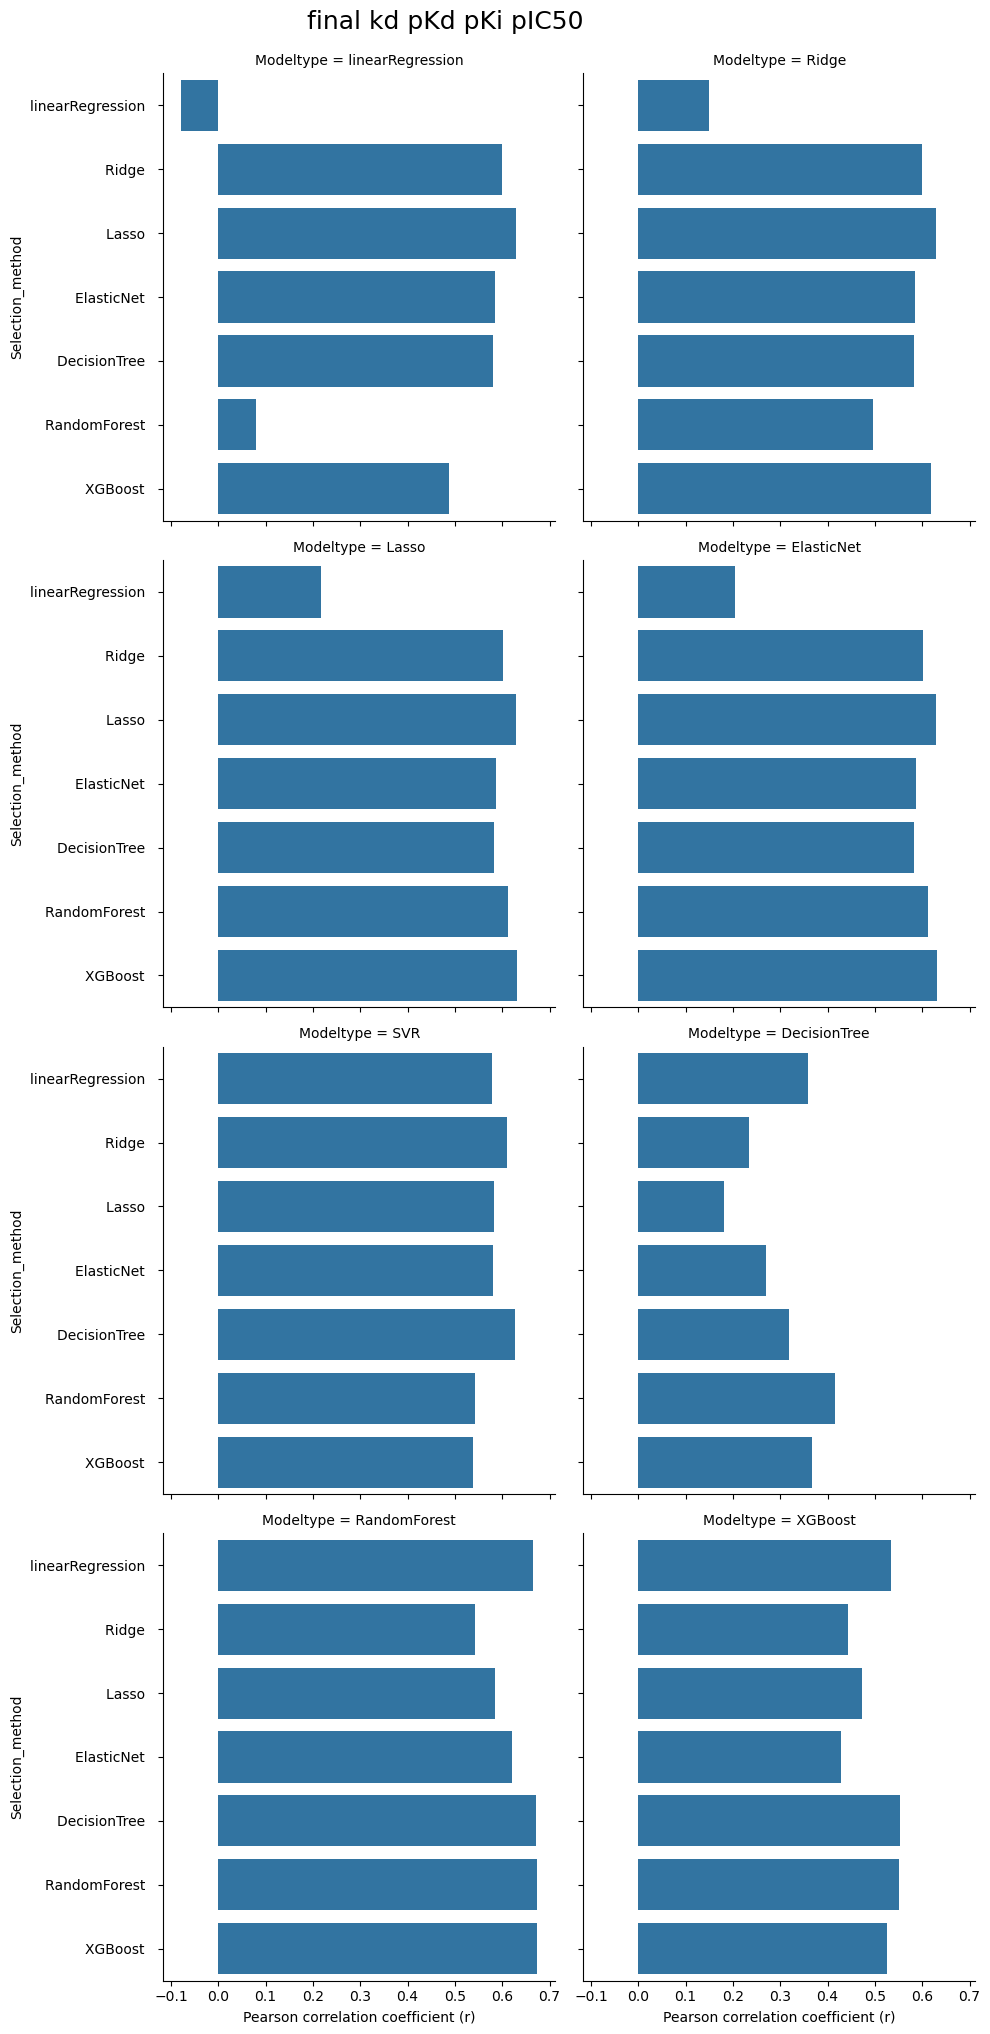 final kd pKd pKi pIC50
Modeltype = linearRegression
Modeltype = Ridge
Selection_method
linearRegression
Ridge
Lasso
ElasticNet
DecisionTree
RandomForest
XGBoost
Modeltype = Lasso
Modeltype = ElasticNet
Selection_method
linearRegression
Ridge
Lasso
ElasticNet
DecisionTree
RandomForest
XGBoost
Modeltype = SVR
Modeltype = DecisionTree
Selection_method
linearRegression
Ridge
Lasso
ElasticNet
DecisionTree
RandomForest
XGBoost
Modeltype = RandomForest
Modeltype = XGBoost
Selection_method
linearRegression
Ridge
Lasso
ElasticNet
DecisionTree
RandomForest
XGBoost
−0.1 0.0 0.1 0.2 0.3 0.4 0.5 0.6 0.7
Pearson correlation coefficient (r)
−0.1 0.0 0.1 0.2 0.3 0.4 0.5 0.6 0.7
Pearson correlation coefficient (r)